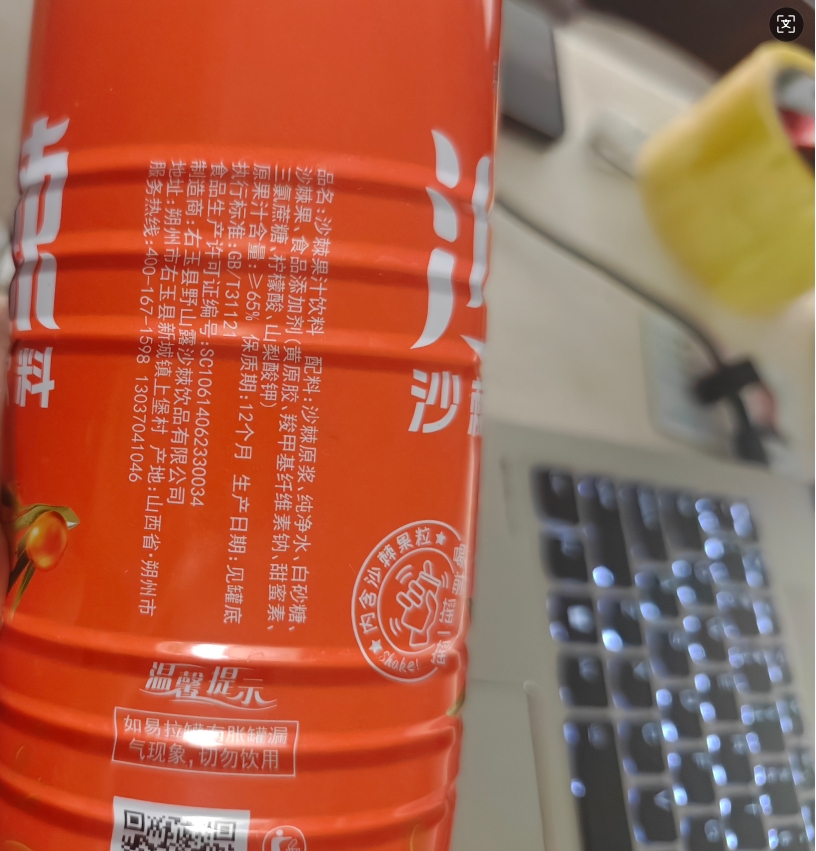 品名:沙棘果汁饮料 配料:沙棘原浆、纯净水、白砂糖、
沙棘果、食品添加剂(黄原胶、羧甲基纤维素钠、甜蜜素、
三氯蔗糖、柠檬酸、山梨酸钾)
原果汁含量:≥65% 保质期:12个月 生产日期:见罐底
执行标准:GB/T31121
食品生产许可证编号:SC10614062330034
制造商:右玉县野山露沙棘饮品有限公司
地址:朔州市右玉县新城镇上堡村 产地:山西省·朔州市
服务热线:400-167-1598 13037041046
沙
内含沙棘果粒
Shake!
温馨提示
如易拉罐有胀罐漏
气现象,切勿饮用